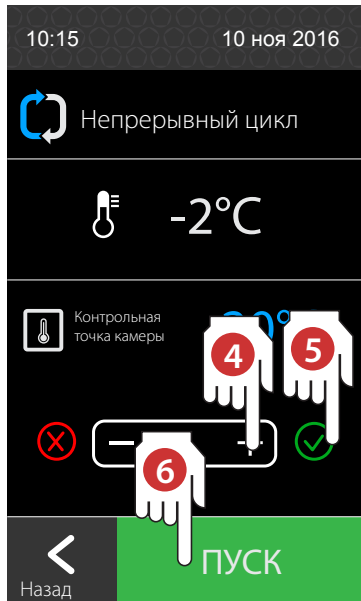 10:15 10 ноя 2016
Непрерывный цикл
-2°C
Контрольная
точка камеры
4 5
6
ПУСК
Назад